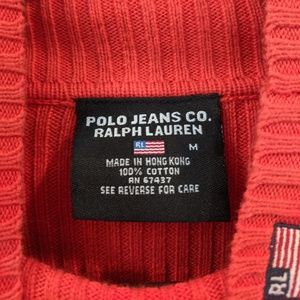 POLO JEANS CO.
RALPH LAUREN
RL
M
MADE IN HONG KONG
100% COTTON
RN 67437
SEE REVERSE FOR CARE
RL